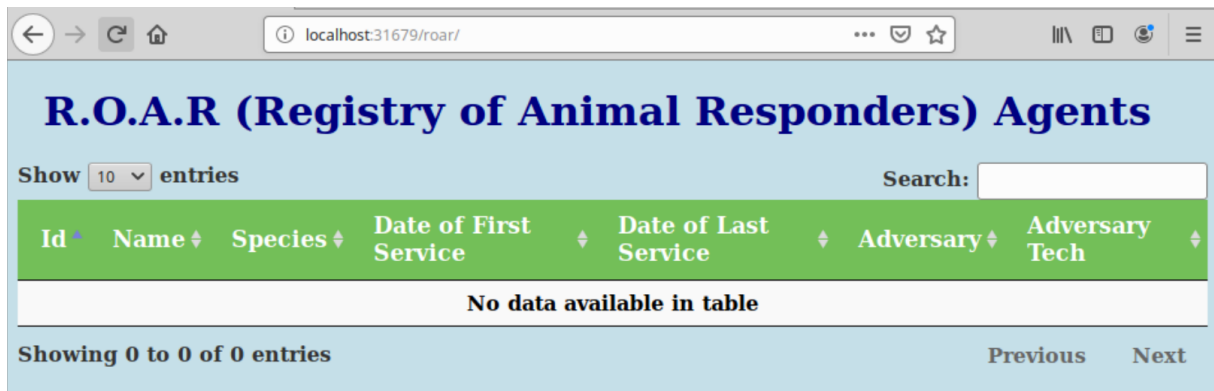 localhost:31679/roar/
R.O.A.R (Registry of Animal Responders) Agents
Show 10 entries
Search:
Id Name Species Date of First Service Date of Last Service Adversary Adversary Tech
No data available in table
Showing 0 to 0 of 0 entries
Previous Next